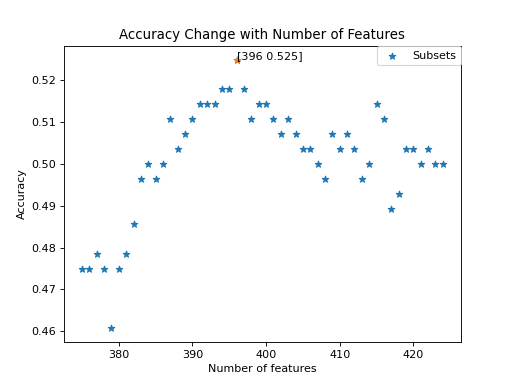 Accuracy Change with Number of Features
[396 0.525]
Subsets
0.52
0.51
0.50
0.49
0.48
0.47
0.46
Accuracy
380 390 400 410 420
Number of features